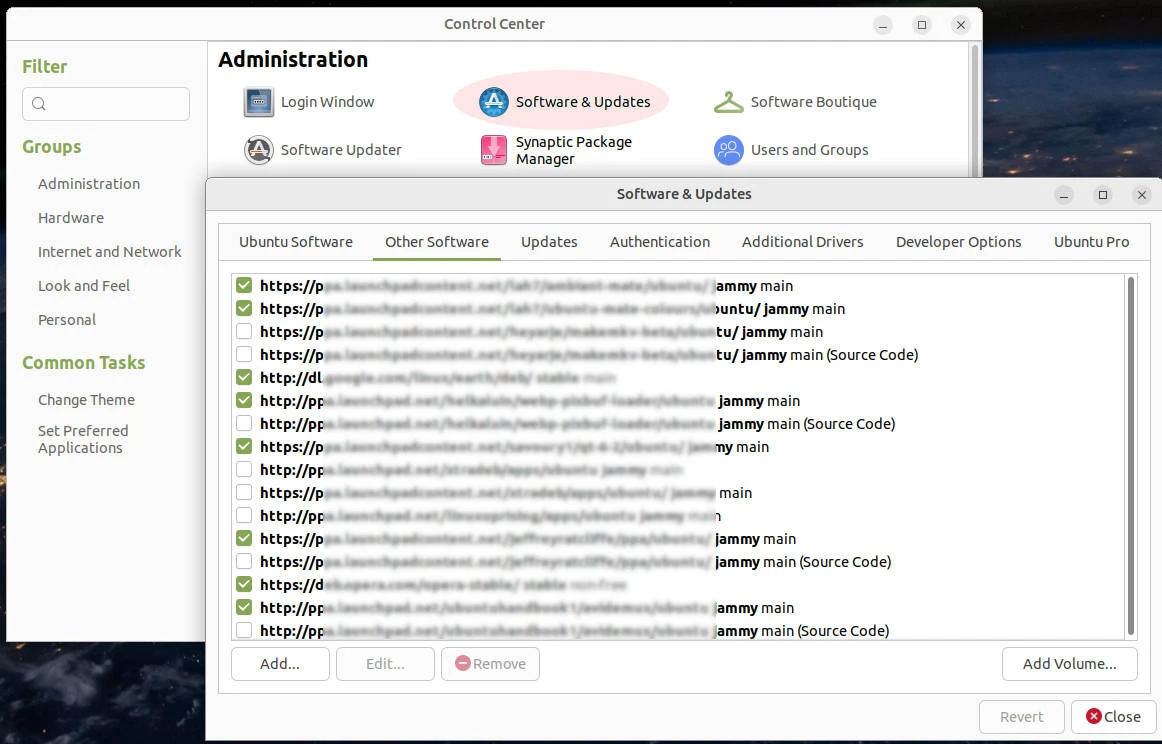 Control Center
Filter
Groups
Administration
Hardware
Internet and Network
Look and Feel
Personal
Common Tasks
Change Theme
Set Preferred
Applications
Administration
Login Window
Software & Updates
Software Boutique
Software Updater
Synaptic Package
Manager
Users and Groups
Software & Updates
Ubuntu Software
Other Software
Updates
Authentication
Additional Drivers
Developer Options
Ubuntu Pro
https://p jammy main
https://p ubuntu/ jammy main
https://p tu/ jammy main
https://p tu/ jammy main (Source Code)
http://dl
http://pp jammy main
http://pp jammy main (Source Code)
https://p my main
http://pp
https://p main
http://pp
https://p jammy main
https://p jammy main (Source Code)
https://d
http://pp jammy main
http://pp jammy main (Source Code)
Add...
Edit...
Remove
Add Volume...
Revert
Close